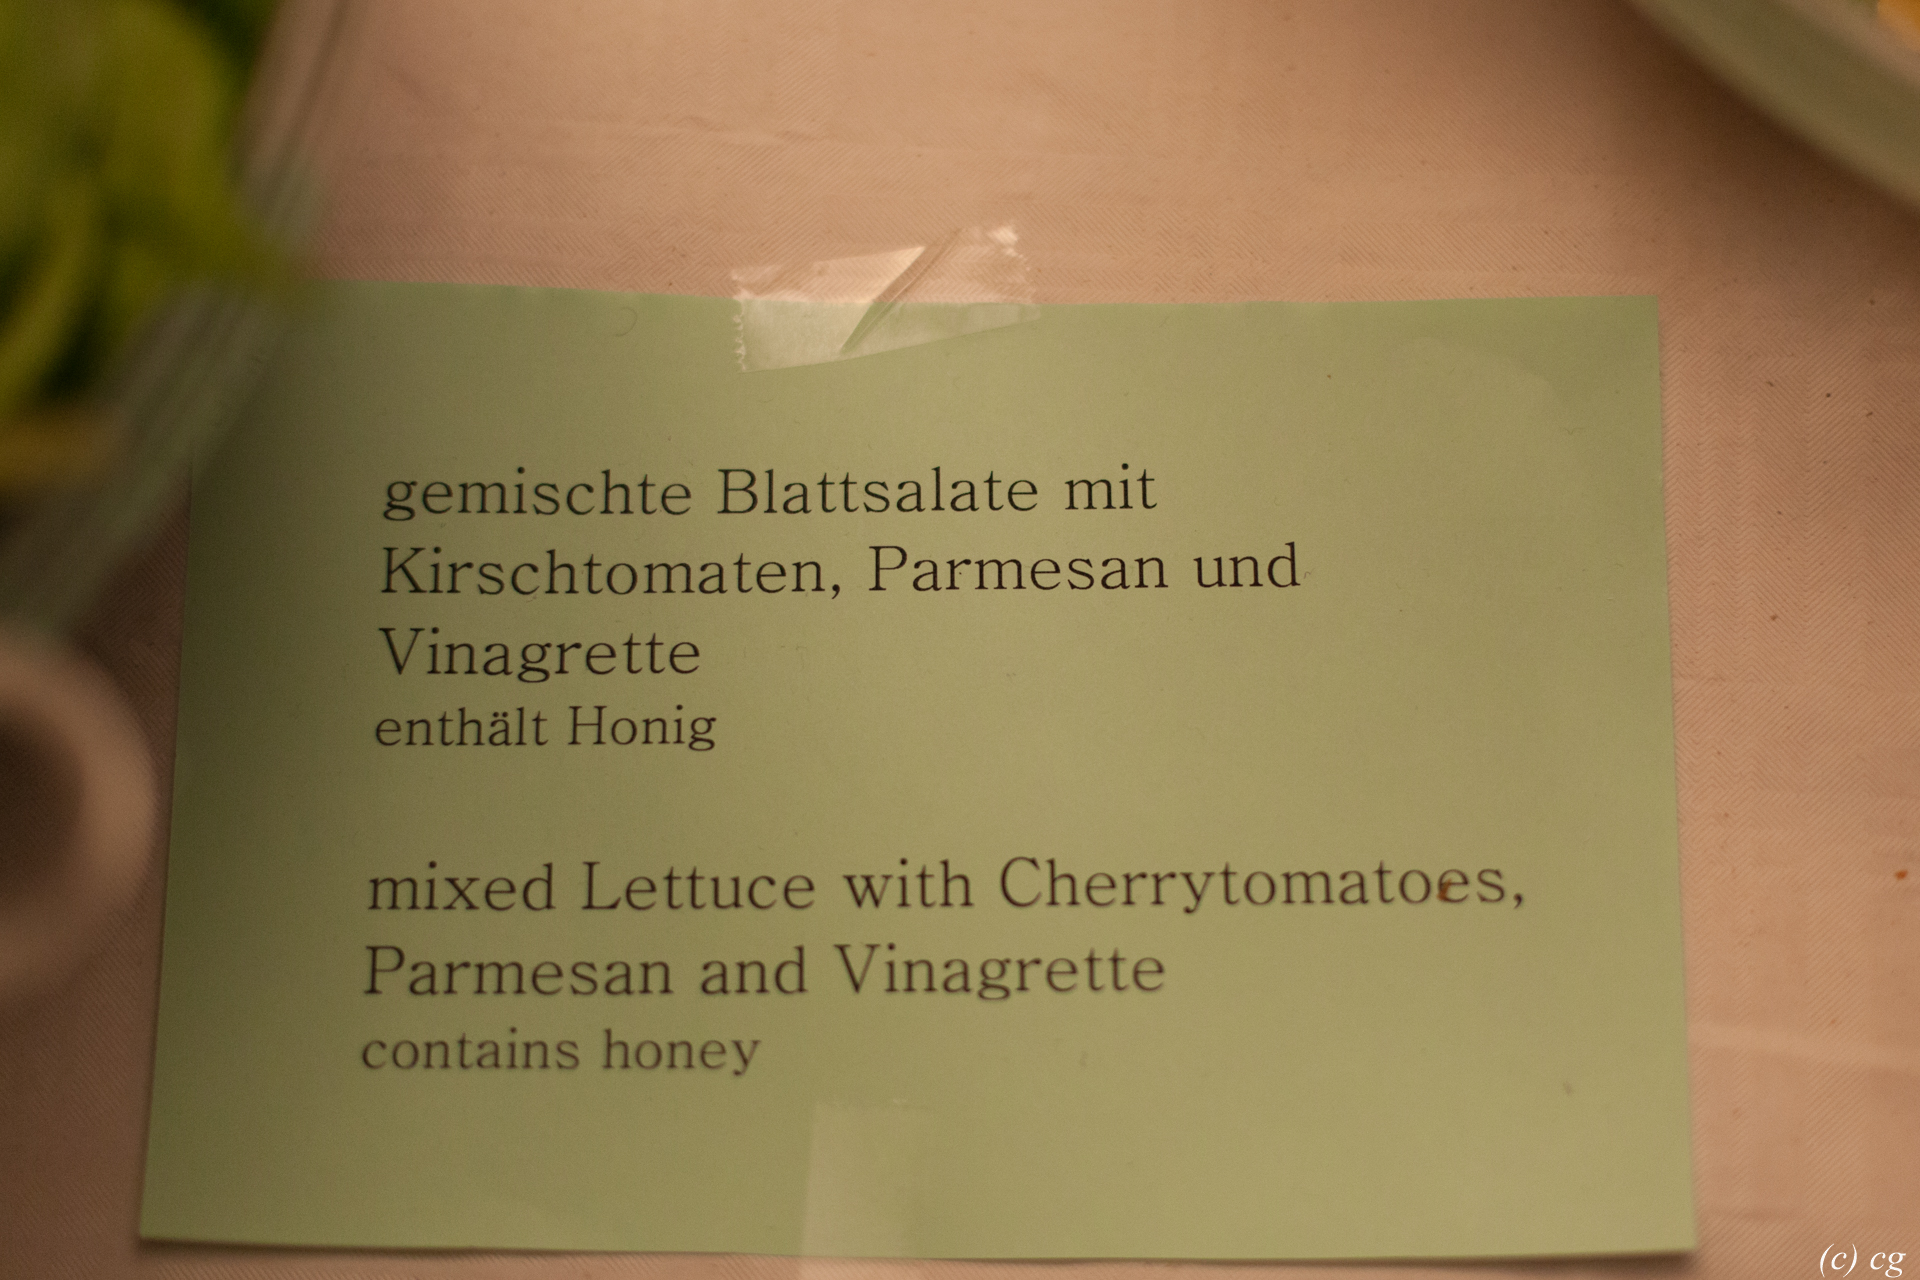 gemischte Blattsalate mit
Kirschtomaten, Parmesan und
Vinagrette
enthält Honig
mixed Lettuce with Cherrytomatoes,
Parmesan and Vinagrette
contains honey
(c) cg